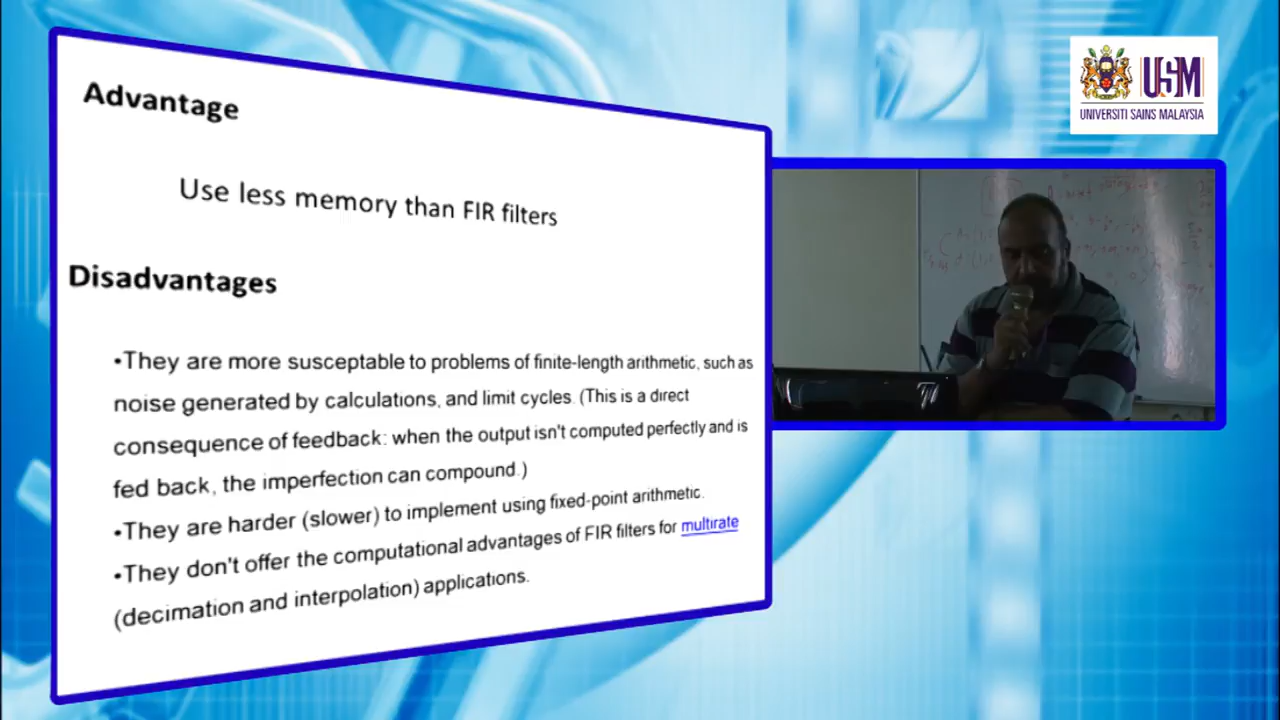 Advantage
Use less memory than FIR filters
Disadvantages
•They are more susceptable to problems of finite-length arithmetic, such as
noise generated by calculations, and limit cycles. (This is a direct
consequence of feedback: when the output isn't computed perfectly and is
fed back, the imperfection can compound.)
•They are harder (slower) to implement using fixed-point arithmetic.
•They don't offer the computational advantages of FIR filters for multirate
(decimation and interpolation) applications.
USM
UNIVERSITI SAINS MALAYSIA